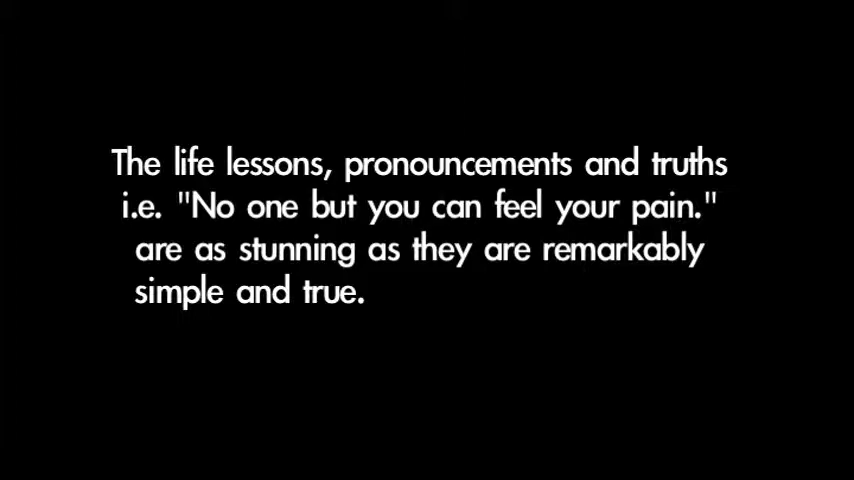 The life lessons, pronouncements and truths
i.e. "No one but you can feel your pain."
are as stunning as they are remarkably
simple and true.